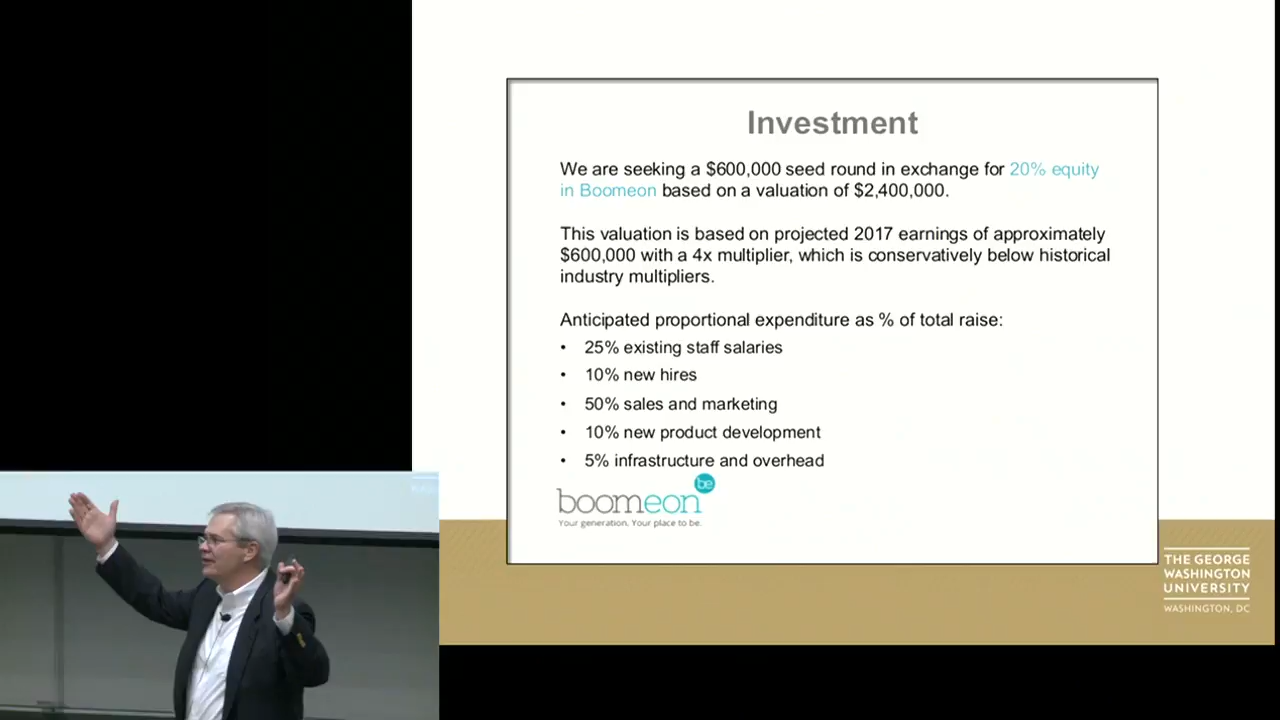 Investment
We are seeking a $600,000 seed round in exchange for 20% equity
in Boomeon based on a valuation of $2,400,000.
This valuation is based on projected 2017 earnings of approximately
$600,000 with a 4x multiplier, which is conservatively below historical
industry multipliers.
Anticipated proportional expenditure as % of total raise:
• 25% existing staff salaries
• 10% new hires
• 50% sales and marketing
• 10% new product development
• 5% infrastructure and overhead
boomeon be
Your generation. Your place to be.
THE GEORGE
WASHINGTON
UNIVERSITY
WASHINGTON, DC